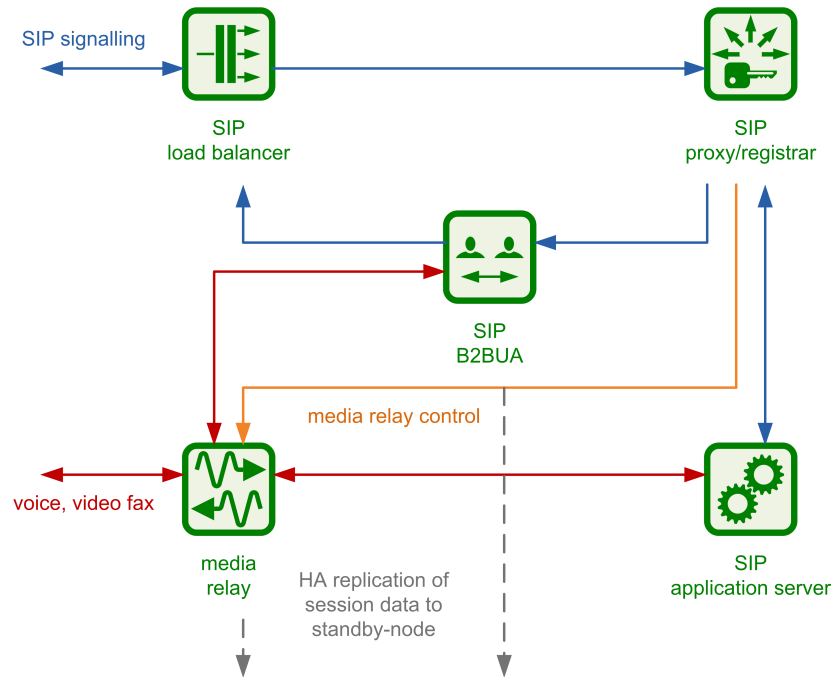 SIP signalling
SIP
load balancer
SIP
proxy/registrar
SIP
B2BUA
media relay control
voice, video fax
media
relay
HA replication of
session data to
standby-node
SIP
application server